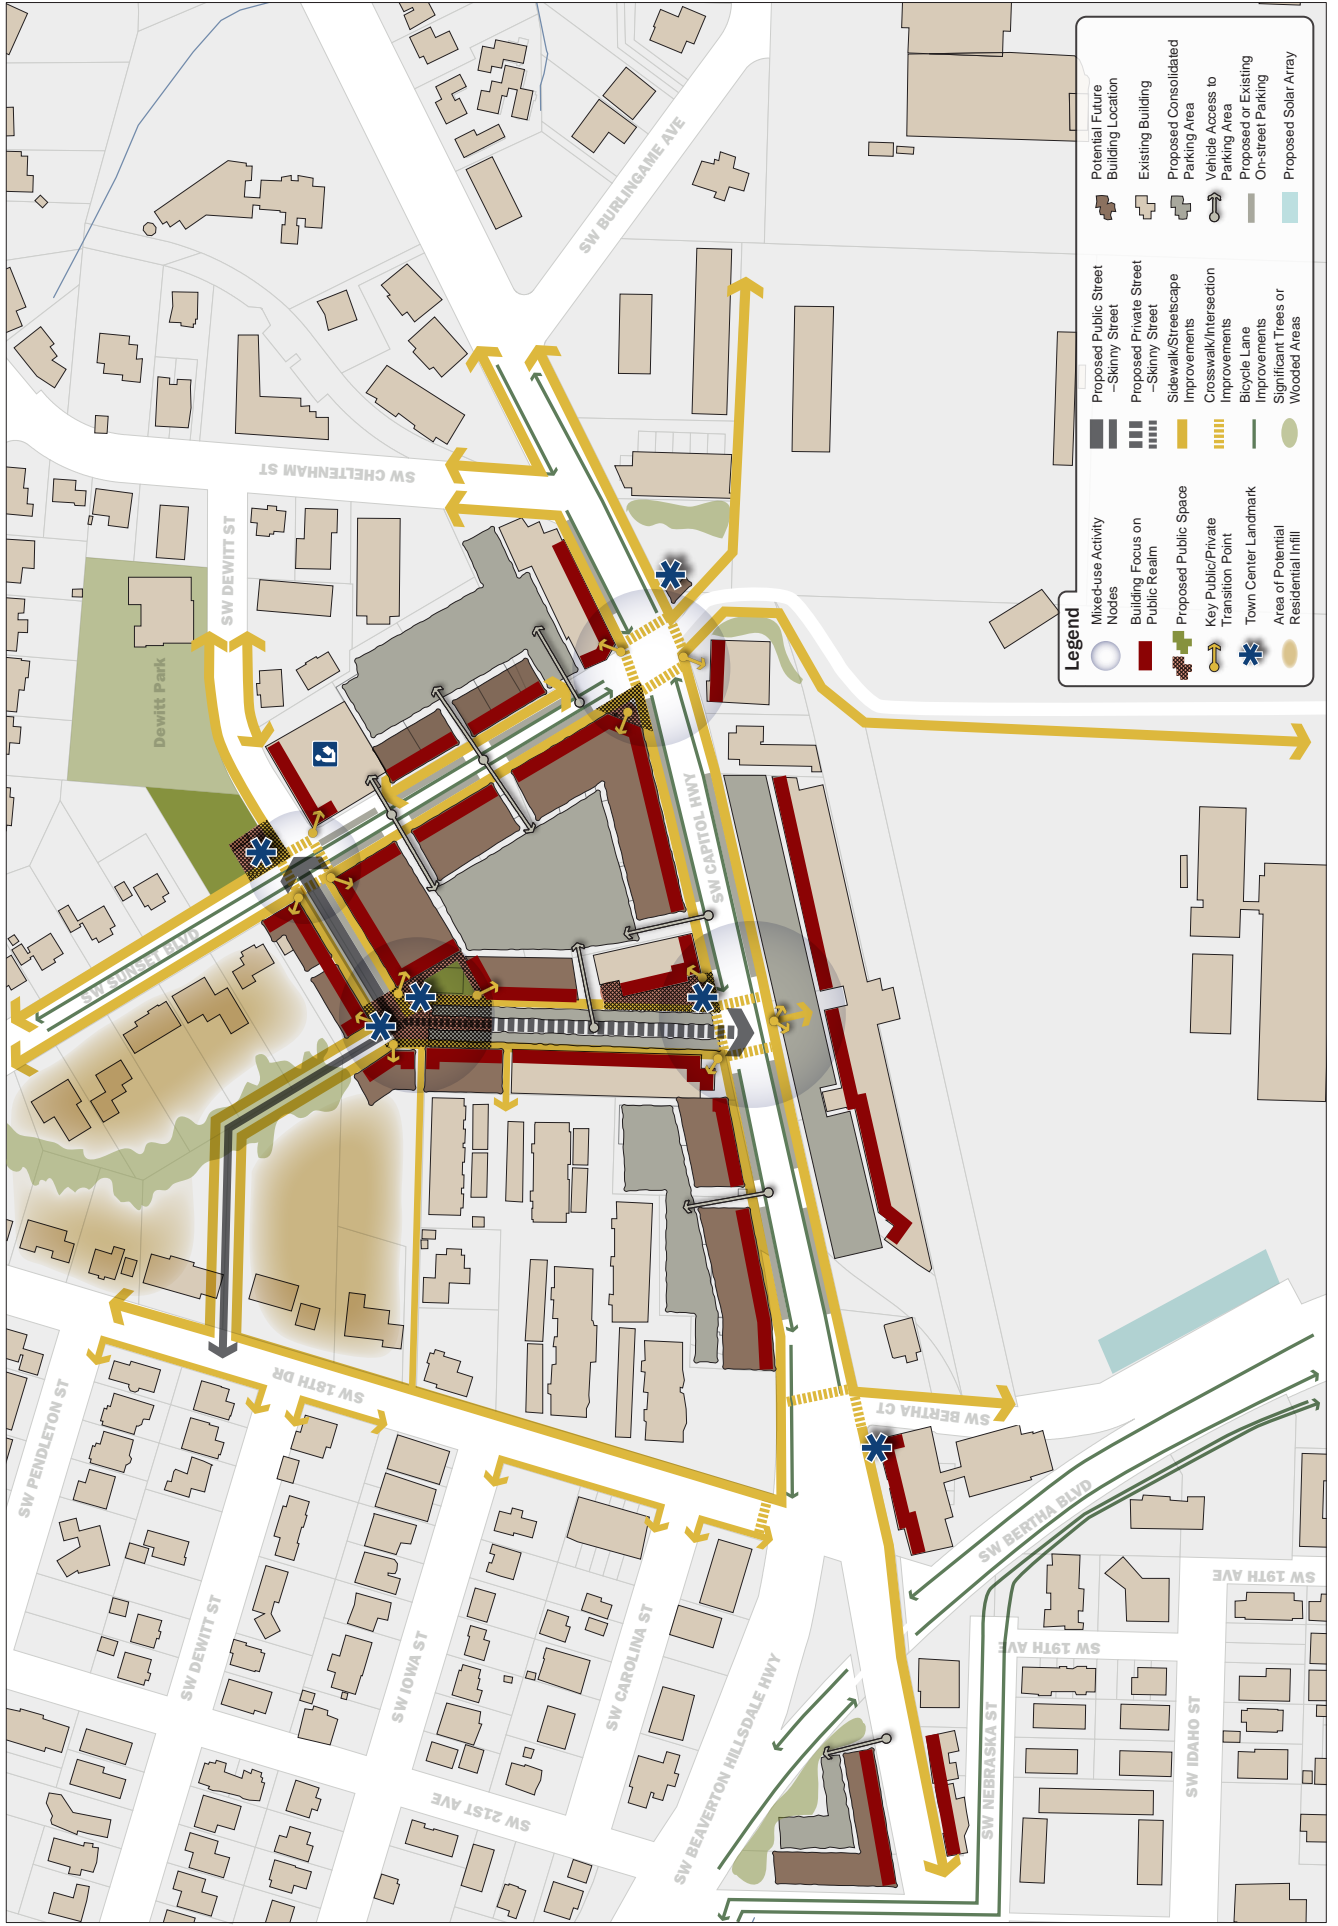 SW BURLINGAME AVE
SW CHELTENHAM ST
SW DEWITT ST
Dewitt Park
SW SUNSET BLVD
SW CAPITOL HWY
SW 18TH DR
SW PENDLETON ST
SW DEWITT ST
SW IOWA ST
SW CAROLINA ST
SW 21ST AVE
SW BEAVERTON HILLSDALE HWY
SW BERTHA CT
SW BERTHA BLVD
SW 19TH AVE
SW 19TH AVE
SW NEBRASKA ST
SW IDAHO ST
Legend
Mixed-use Activity
Nodes
Building Focus on
Public Realm
Proposed Public Space
Key Public/Private
Transition Point
Town Center Landmark
Area of Potential
Residential Infill
Proposed Public Street
–Skinny Street
Proposed Private Street
–Skinny Street
Sidewalk/Streetscape
Improvements
Crosswalk/Intersection
Improvements
Bicycle Lane
Improvements
Significant Trees or
Wooded Areas
Potential Future
Building Location
Existing Building
Proposed Consolidated
Parking Area
Vehicle Access to
Parking Area
Proposed or Existing
On-street Parking
Proposed Solar Array